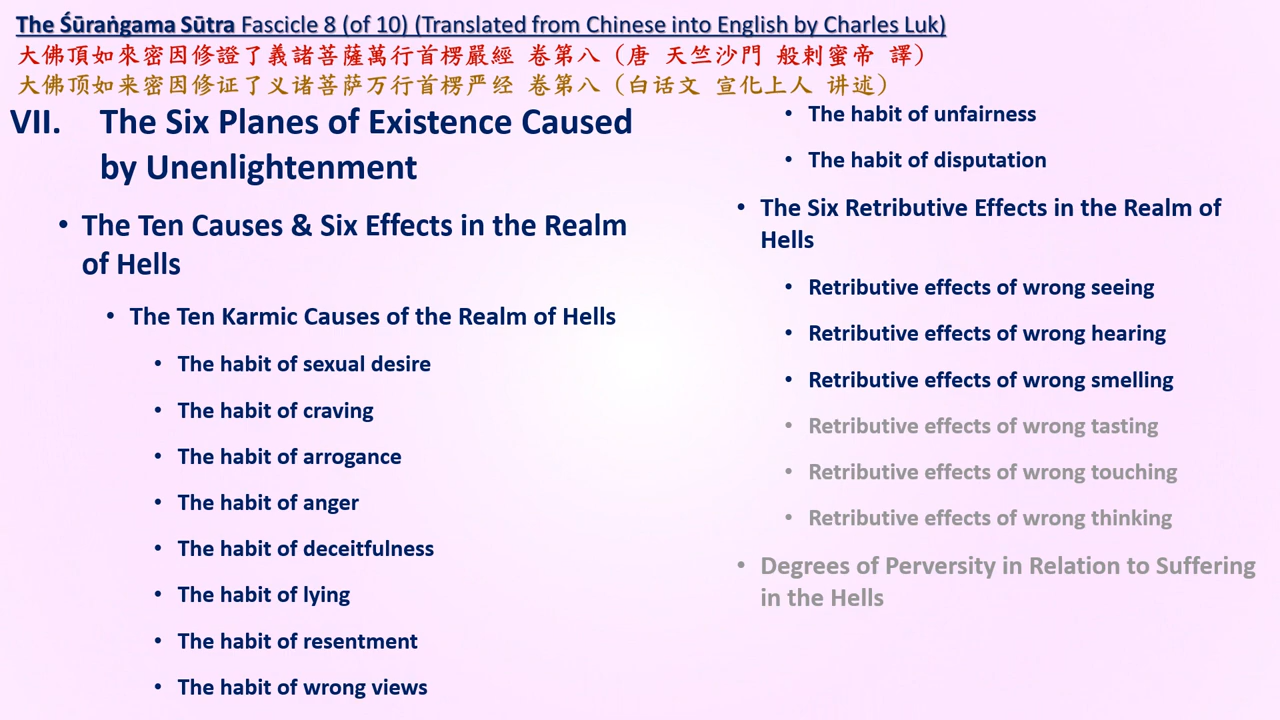 The Śūraṅgama Sūtra Fascicle 8 (of 10) (Translated from Chinese into English by Charles Luk)
大佛頂如來密因修證了義諸菩薩萬行首楞嚴經 卷第八（唐 天竺沙門 般剌蜜帝 譯）
大佛顶如来密因修证了义诸菩萨万行首楞严经 卷第八（白话文 宣化上人 讲述）
VII. The Six Planes of Existence Caused
by Unenlightenment
• The Ten Causes & Six Effects in the Realm
of Hells
• The Ten Karmic Causes of the Realm of Hells
• The habit of sexual desire
• The habit of craving
• The habit of arrogance
• The habit of anger
• The habit of deceitfulness
• The habit of lying
• The habit of resentment
• The habit of wrong views
• The habit of unfairness
• The habit of disputation
• The Six Retributive Effects in the Realm of
Hells
• Retributive effects of wrong seeing
• Retributive effects of wrong hearing
• Retributive effects of wrong smelling
• Retributive effects of wrong tasting
• Retributive effects of wrong touching
• Retributive effects of wrong thinking
• Degrees of Perversity in Relation to Suffering
in the Hells